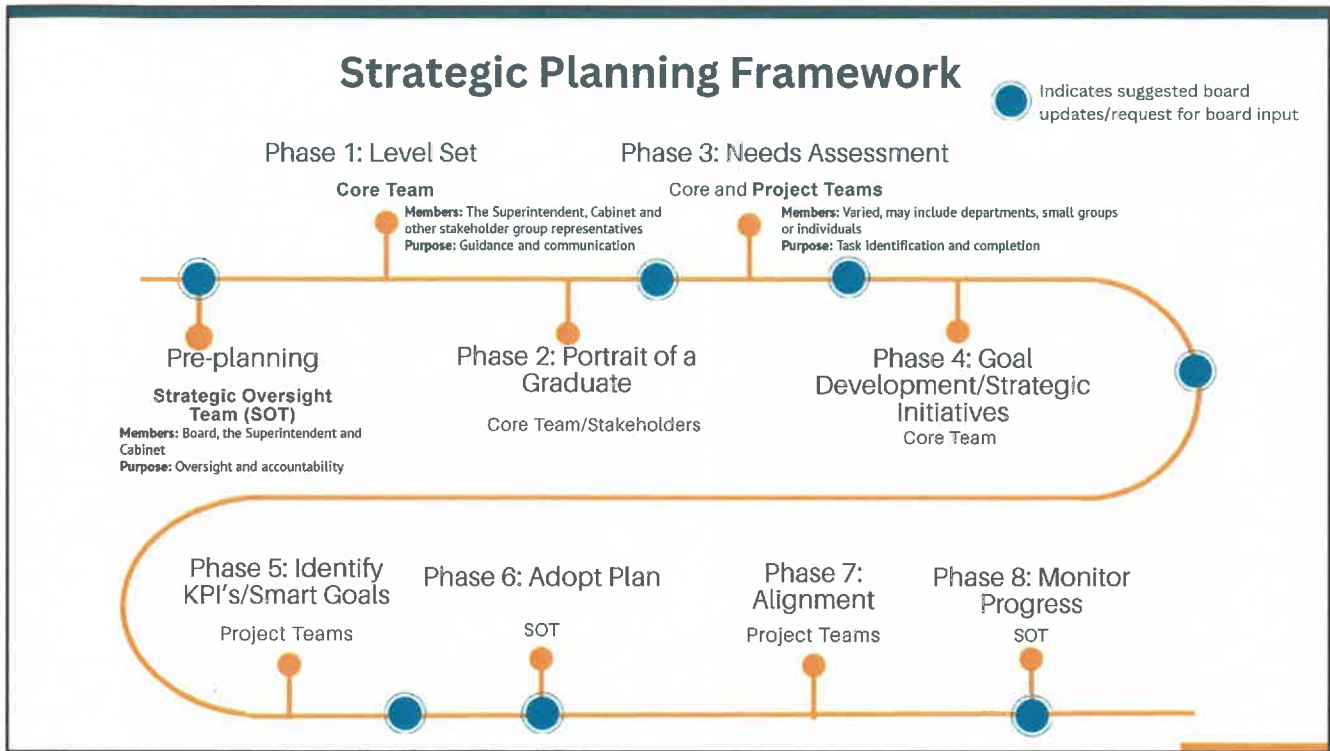 Strategic Planning Framework
Indicates suggested board
updates/request for board input
Phase 1: Level Set
Core Team
Members: The Superintendent, Cabinet and
other stakeholder group representatives
Purpose: Guidance and communication
Phase 3: Needs Assessment
Core and Project Teams
Members: Varied, may include departments, small groups
or individuals
Purpose: Task identification and completion
Pre-planning
Strategic Oversight
Team (SOT)
Members: Board, the Superintendent and
Cabinet
Purpose: Oversight and accountability
Phase 2: Portrait of a
Graduate
Core Team/Stakeholders
Phase 4: Goal
Development/Strategic
Initiatives
Core Team
Phase 5: Identify
KPI's/Smart Goals
Project Teams
Phase 6: Adopt Plan
SOT
Phase 7:
Alignment
Project Teams
Phase 8: Monitor
Progress
SOT